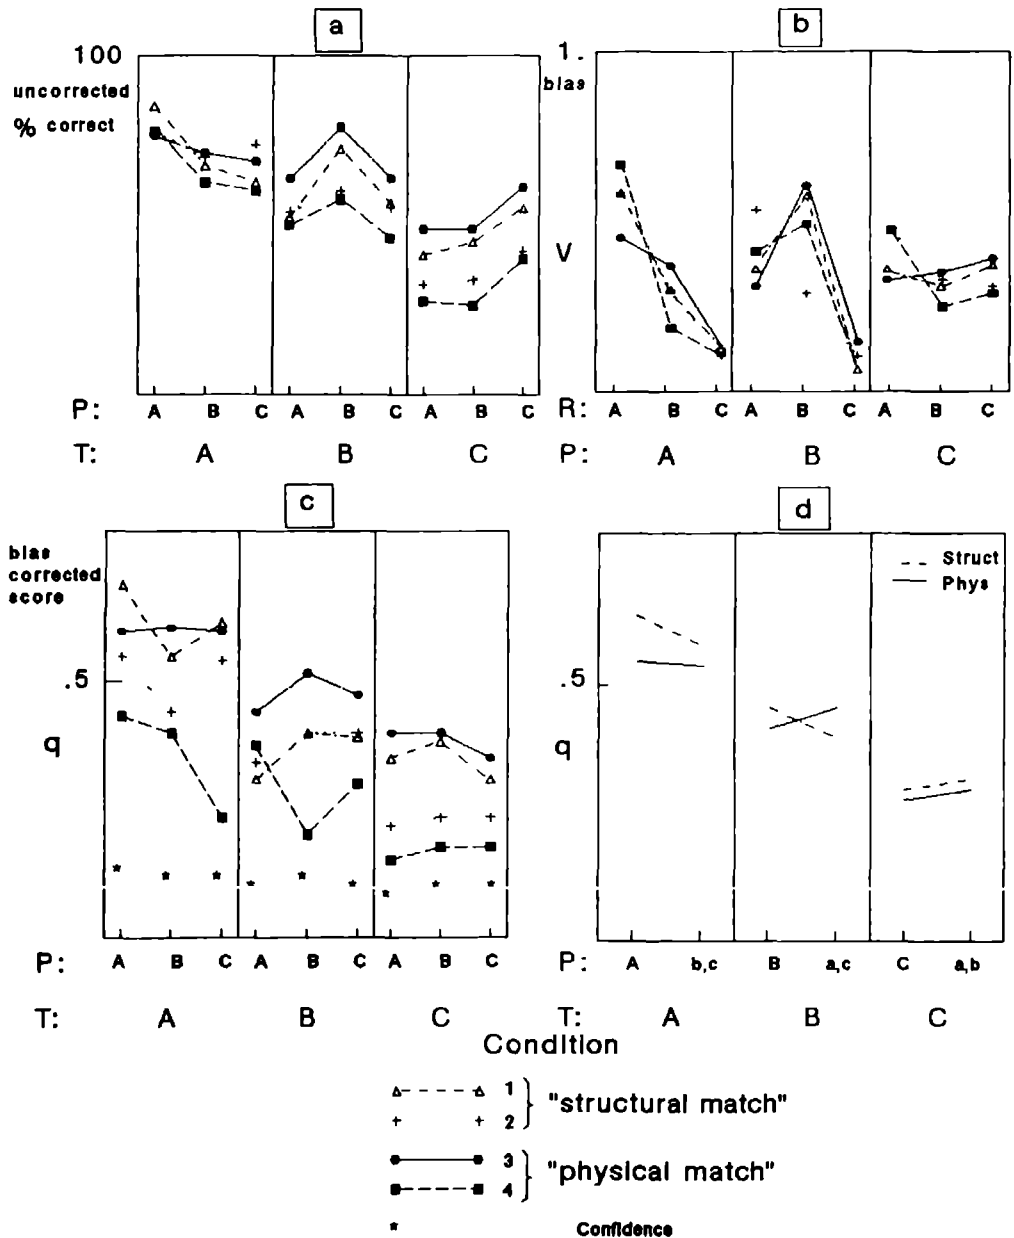 a
100
uncorrected
% correct
P: A B C A B C A B C
T: A B C
b
1.
bias
V
R: A B C A B C A B C
P: A B C
c
bias
corrected
score
.5
q
P: A B C A B C A B C
T: A B C
d
Struct
Phys
.5
q
P: A b,c B a,c C a,b
T: A B C
Condition
1
2
"structural match"
3
4
"physical match"
Confidence